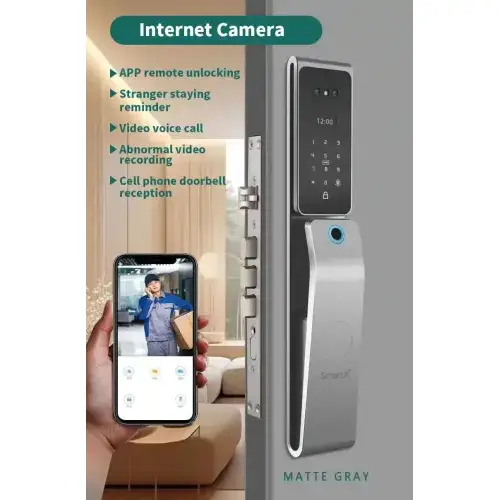 Internet Camera
APP remote unlocking
Stranger staying
reminder
Video voice call
Abnormal video
recording
Cell phone doorbell
reception
12:00
1 2 3
4 5 6
7 8 9
0
MATTE GRAY